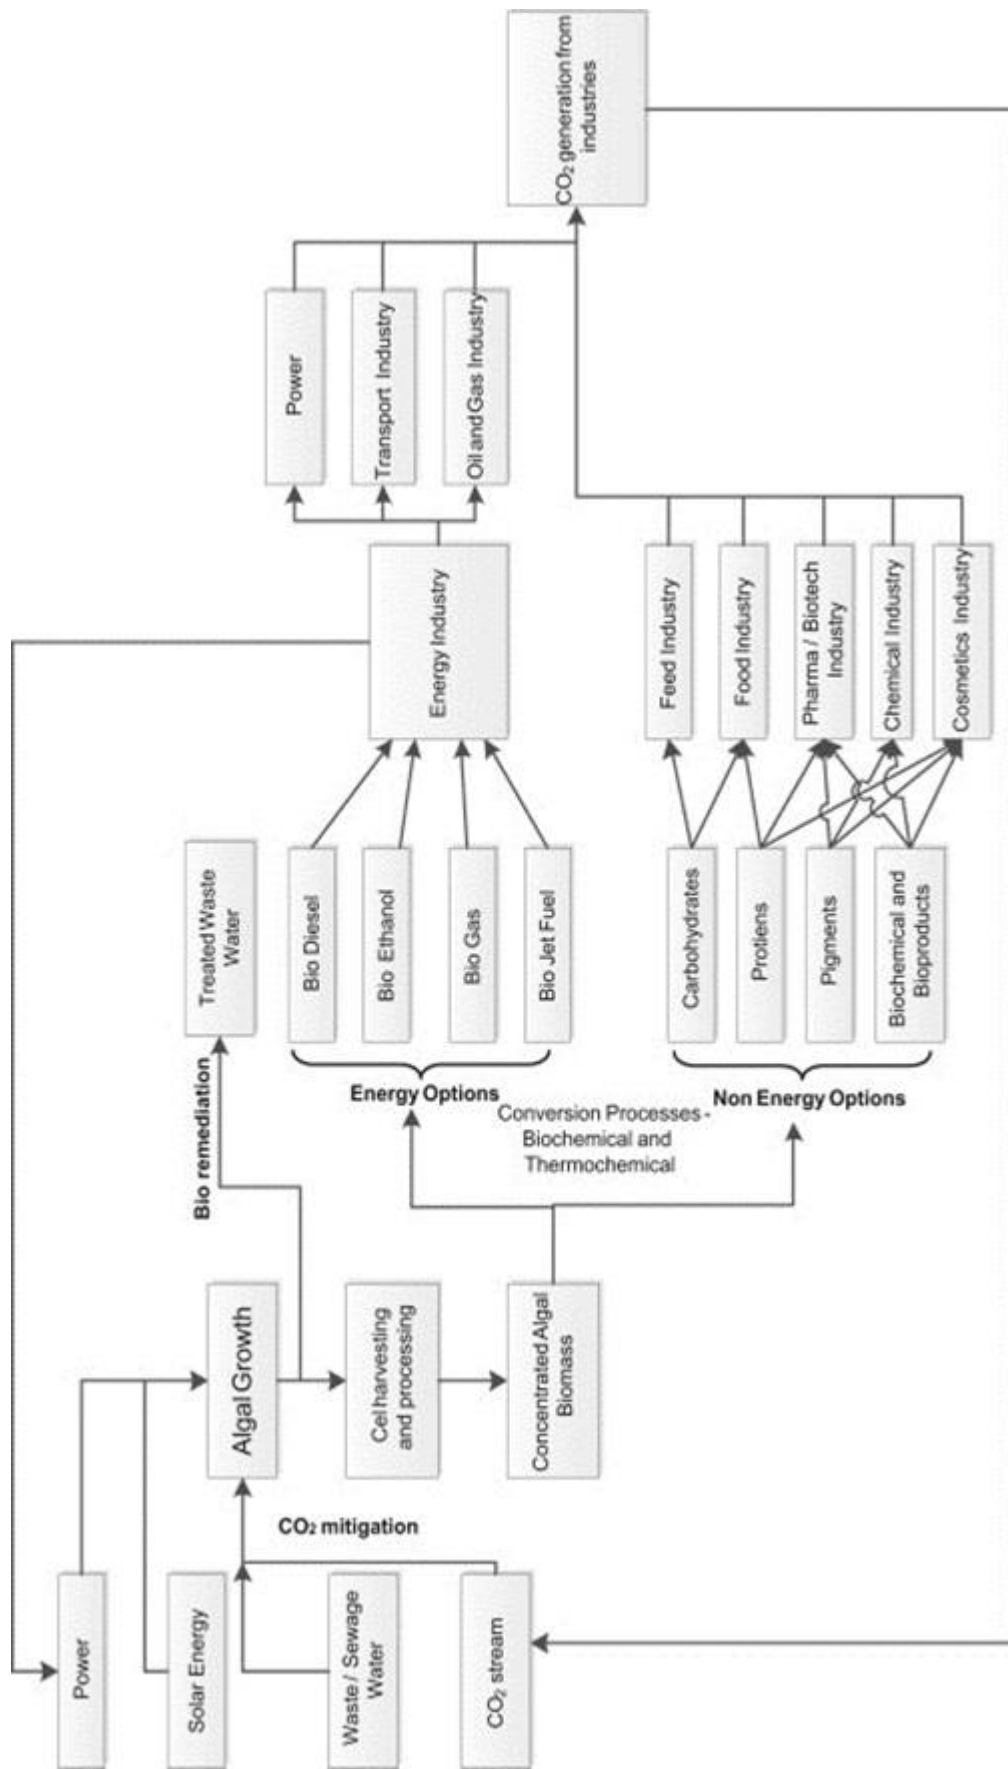 Power
Solar Energy
Waste / Sewage
Water
CO₂ stream
CO₂ mitigation
Algal Growth
Cel harvesting
and processing
Concentrated Algal
Biomass
Bio remediation
Treated Waste
Water
Conversion Processes -
Biochemical and
Thermochemical
Energy Options
Bio Diesel
Bio Ethanol
Bio Gas
Bio Jet Fuel
Non Energy Options
Carbohydrates
Protiens
Pigments
Biochemical and
Bioproducts
Energy Industry
Power
Transport Industry
Oil and Gas Industry
Feed Industry
Food Industry
Pharma / Biotech
Industry
Chemical Industry
Cosmetics Industry
CO₂ generation from
industries